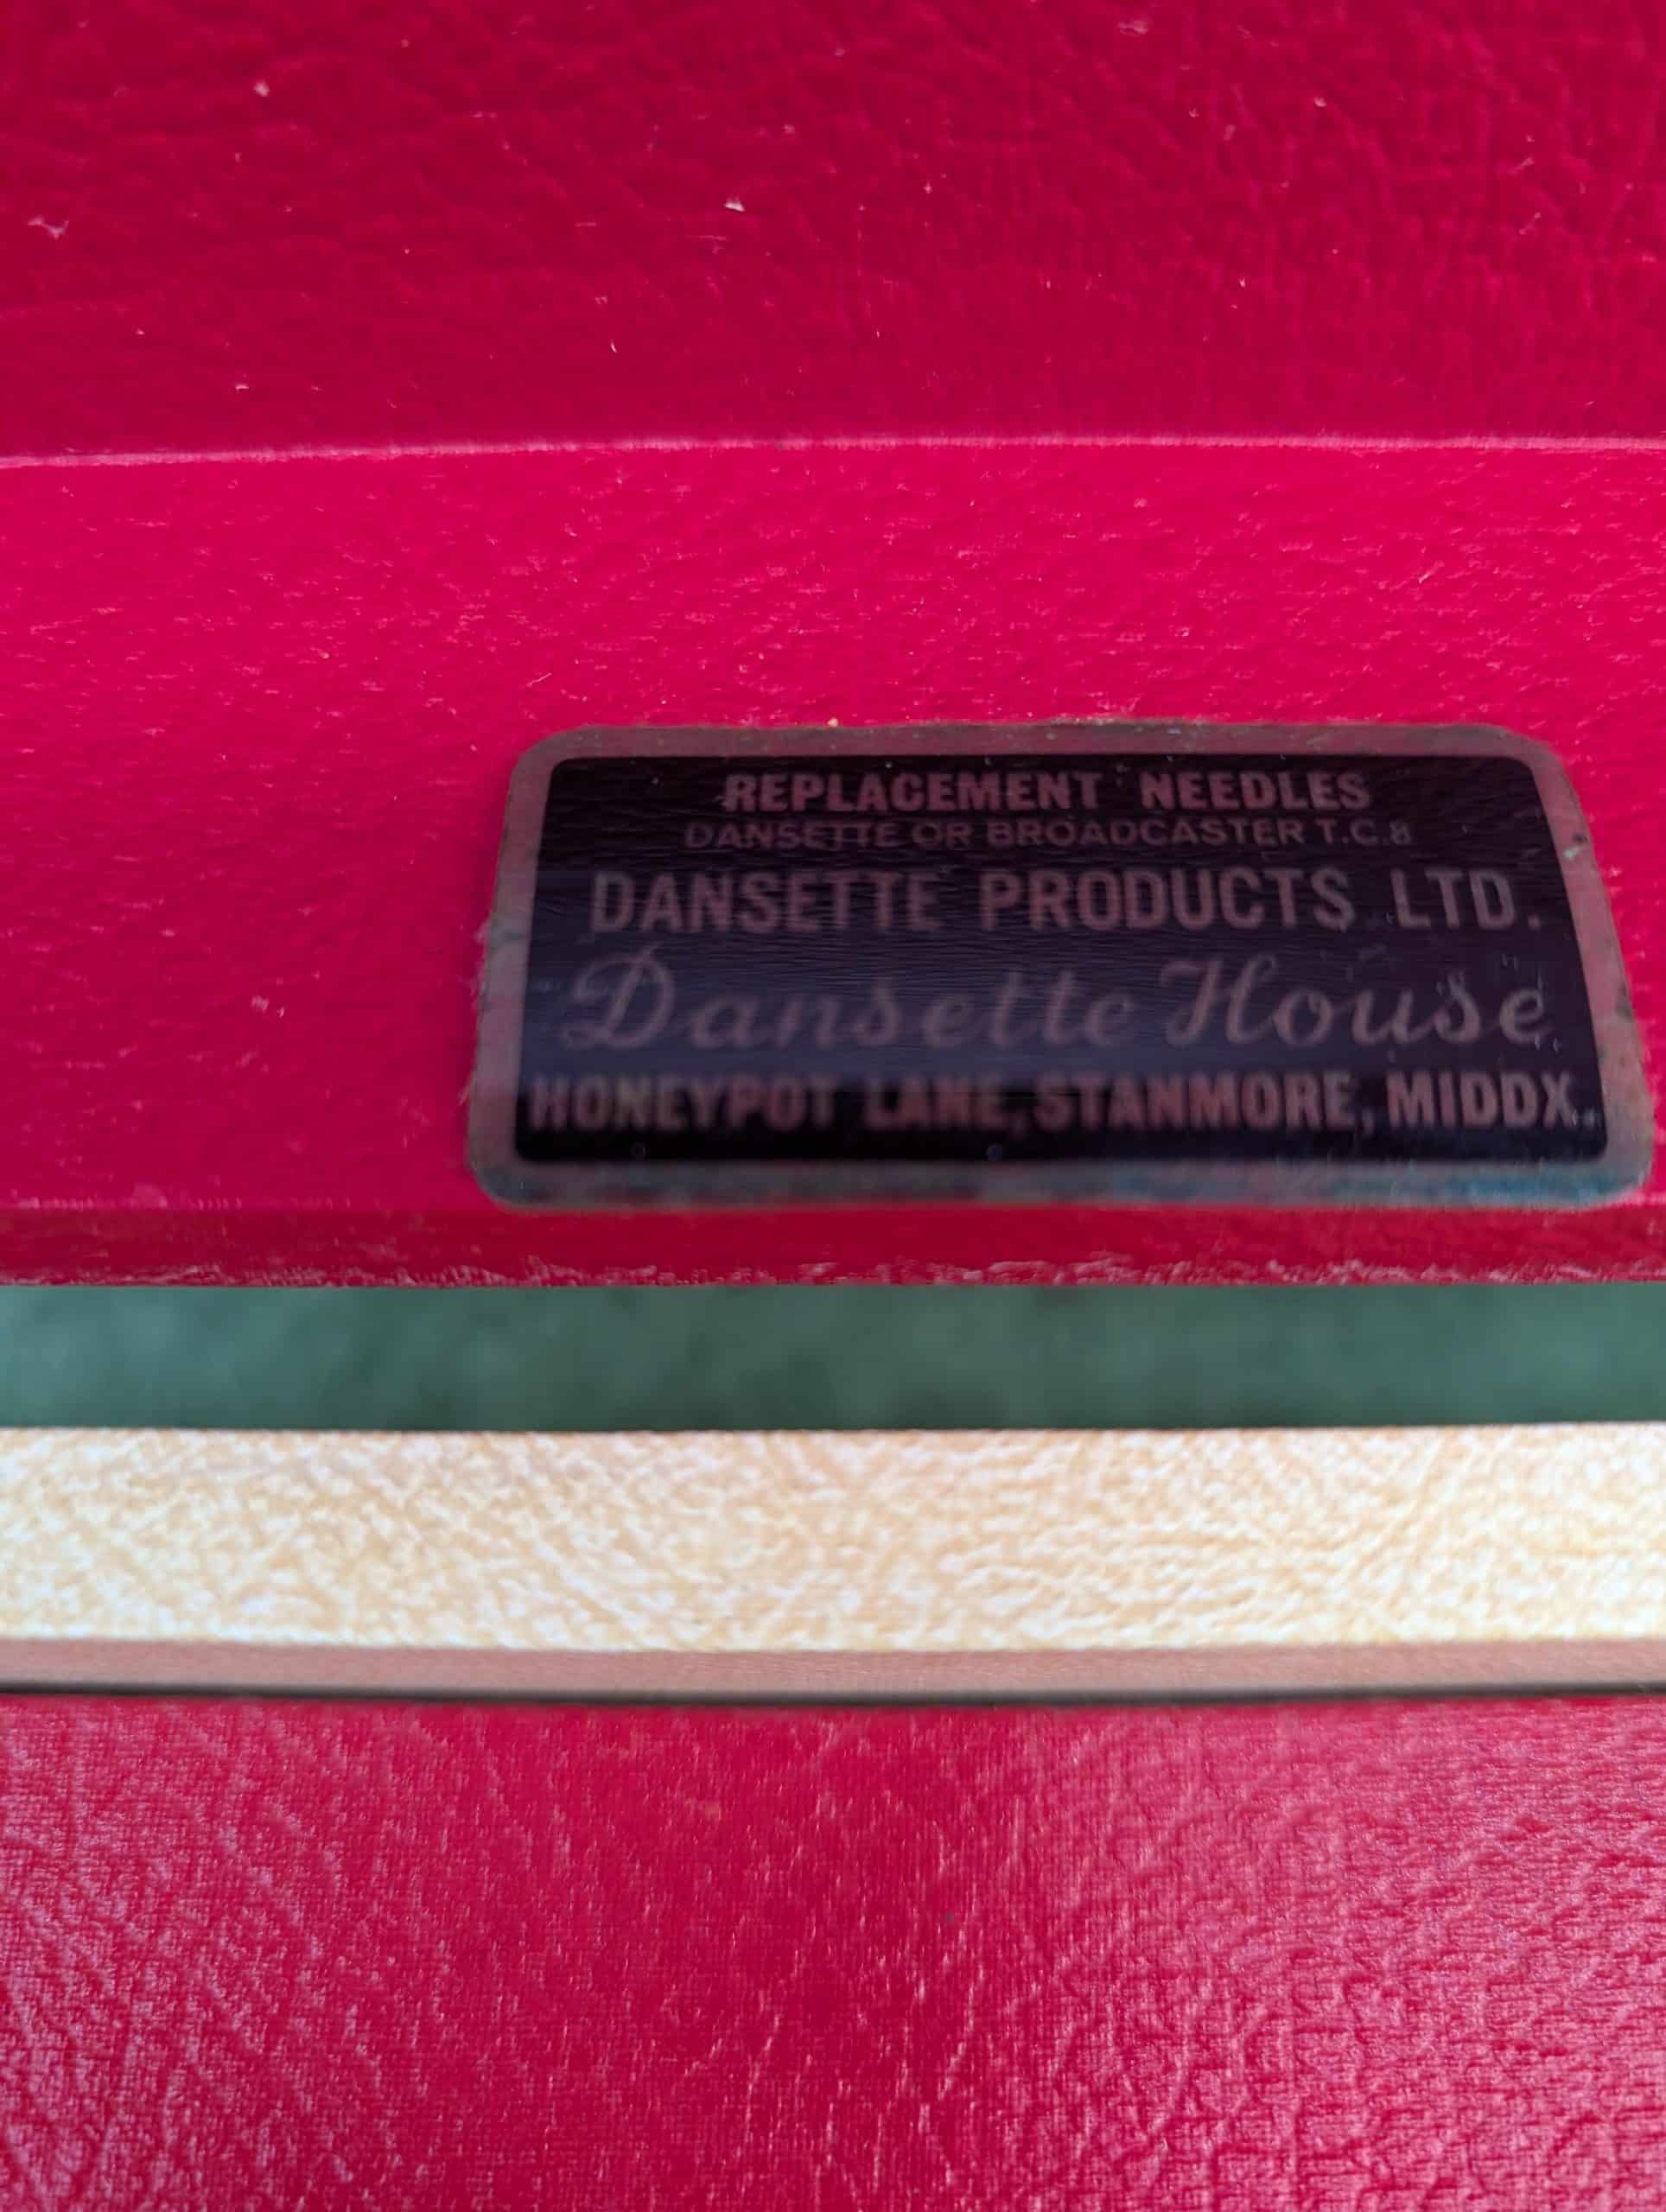 REPLACEMENT NEEDLES
DANSETTE OR BROADCASTER T.C.8
DANSETTE PRODUCTS LTD.
Dansette House
HONEYPOT LANE, STANMORE, MIDDX.